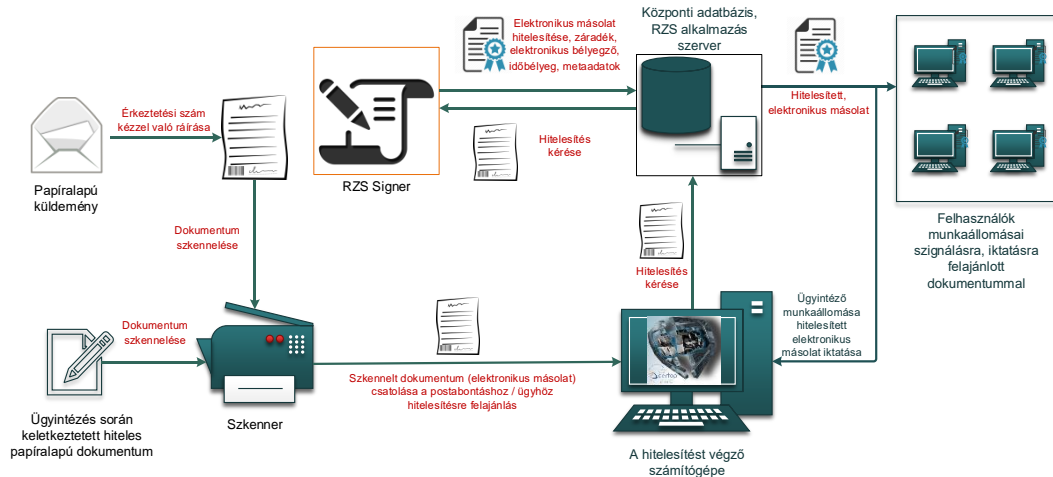 Elektronikus másolat
hitelesítése, záradék,
elektronikus bélyegző,
időbélyeg, metaadatok
Központi adatbázis,
RZS alkalmazás
szerver
Érkeztetési szám
kézzel való ráírása
Hitelesítés
kérése
Hitelesített,
elektronikus másolat
Papíralapú
küldemény
RZS Signer
Dokumentum
szkennelése
Hitelesítés
kérése
Felhasználók
munkaállomásai
szignálásra, iktatásra
felajánlott
dokumentummal
Dokumentum
szkennelése
Szkennelt dokumentum (elektronikus másolat)
csatolása a postabontáshoz / ügyhöz
hitelesítésre felajánlás
Ügyintéző
munkaállomása
hitelesített
elektronikus
másolat iktatása
Ügyintézés során
keletkeztetett hiteles
papíralapú dokumentum
Szkenner
A hitelesítést végző
számítógépe